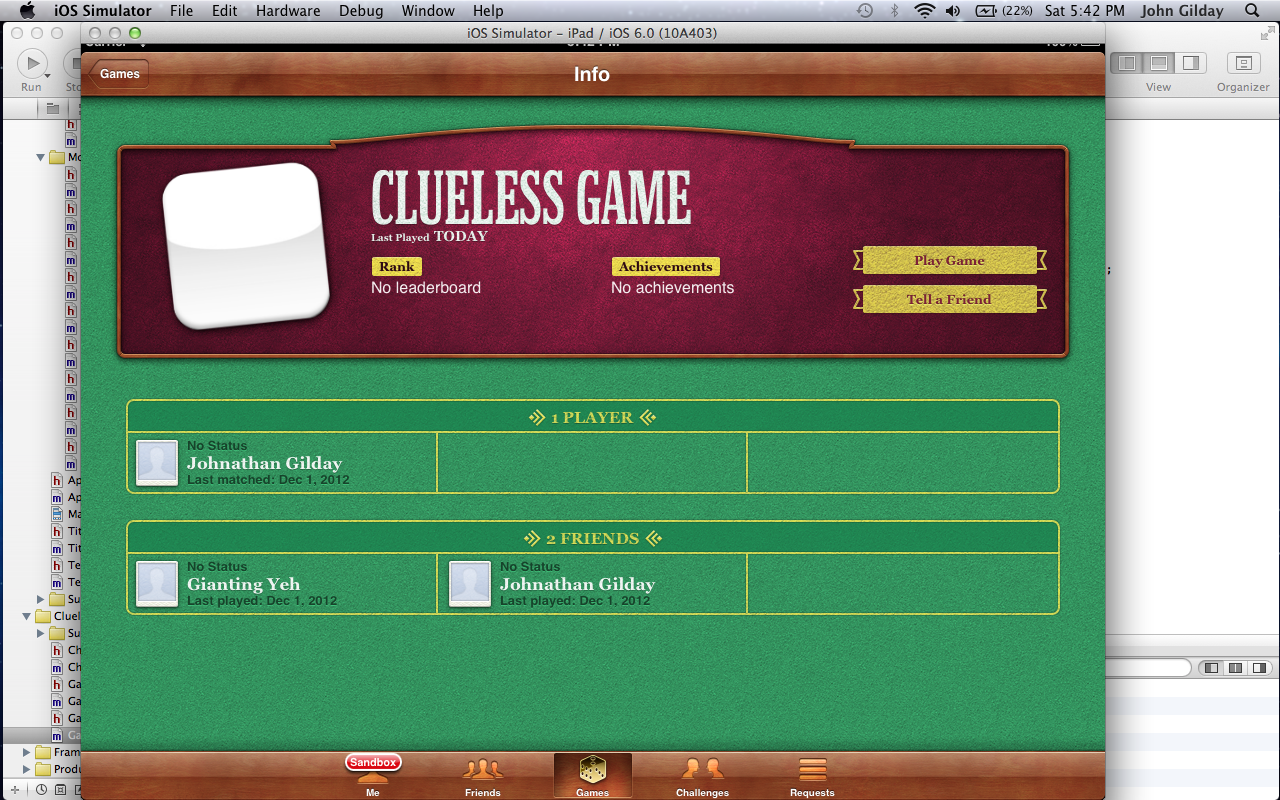 iOS Simulator File Edit Hardware Debug Window Help (22%) Sat 5:42 PM John Gilday
iOS Simulator – iPad / iOS 6.0 (10A403)
Games Info
Run View Organizer
CLUELESS GAME
Last Played TODAY
Rank Achievements Play Game
No leaderboard No achievements
Tell a Friend
1 PLAYER
No Status
Johnathan Gilday
Last matched: Dec 1, 2012
2 FRIENDS
No Status No Status
Gianting Yeh Johnathan Gilday
Last played: Dec 1, 2012 Last played: Dec 1, 2012
Sandbox
Me Friends Games Challenges Requests